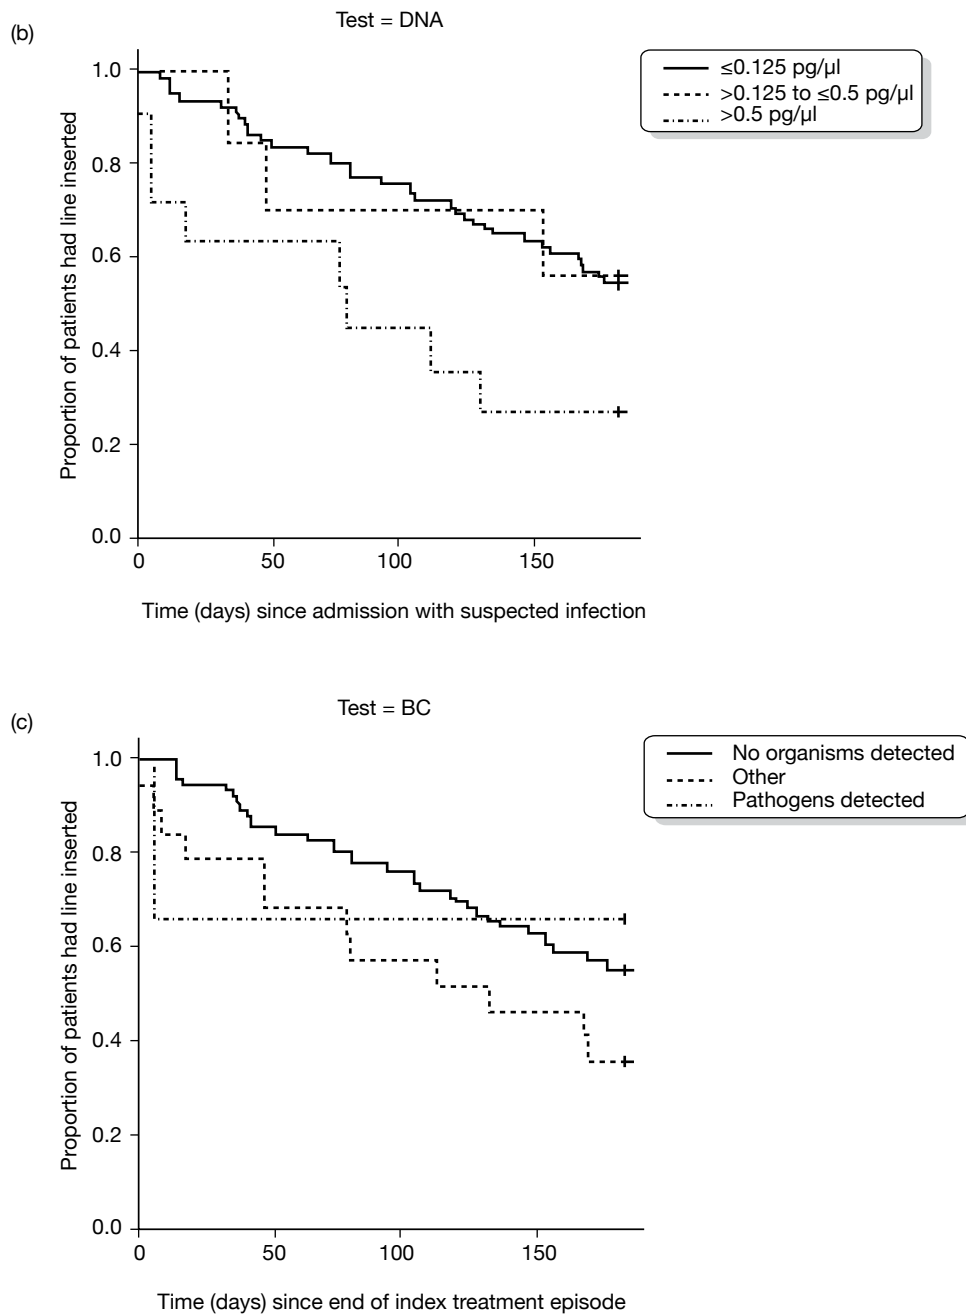 (b)
Test = DNA
≤0.125 pg/µl
>0.125 to ≤0.5 pg/µl
>0.5 pg/µl
Proportion of patients had line inserted
1.0
0.8
0.6
0.4
0.2
0.0
0 50 100 150
Time (days) since admission with suspected infection
(c)
Test = BC
No organisms detected
Other
Pathogens detected
Proportion of patients had line inserted
1.0
0.8
0.6
0.4
0.2
0.0
0 50 100 150
Time (days) since end of index treatment episode